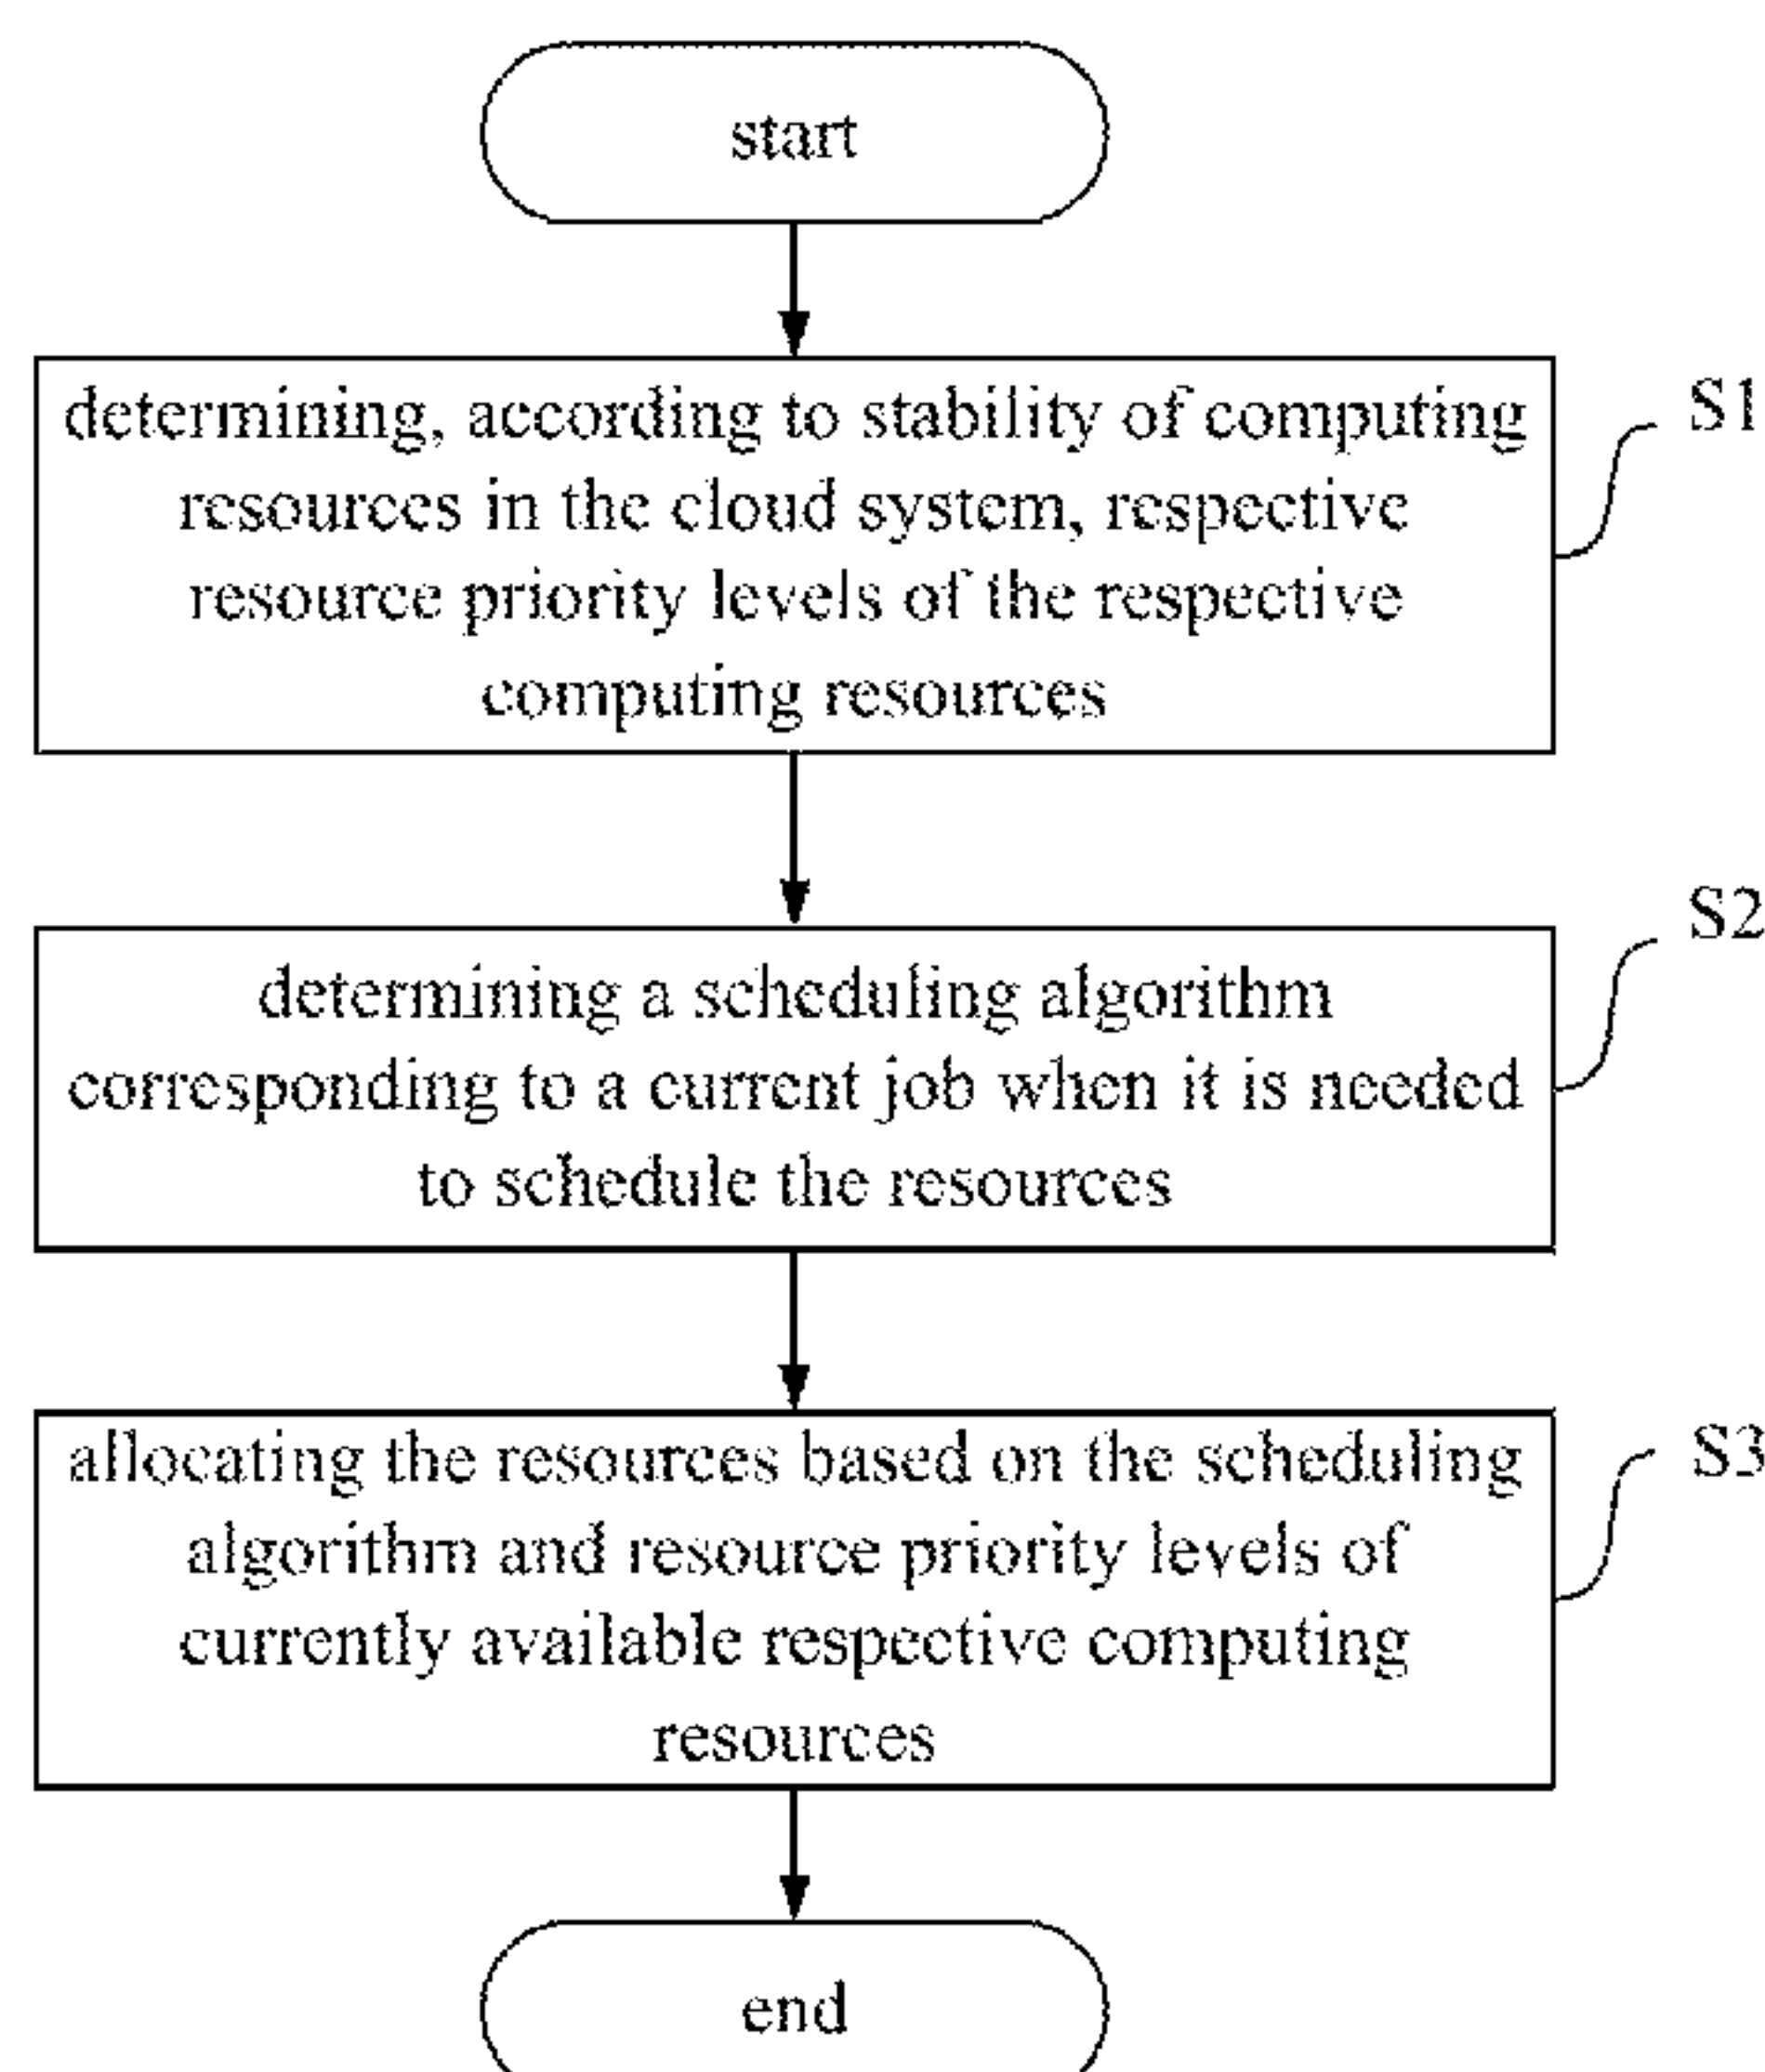 start
determining, according to stability of computing
resources in the cloud system, respective
resource priority levels of the respective
computing resources
S1
determining a scheduling algorithm
corresponding to a current job when it is needed
to schedule the resources
S2
allocating the resources based on the scheduling
algorithm and resource priority levels of
currently available respective computing
resources
S3
end